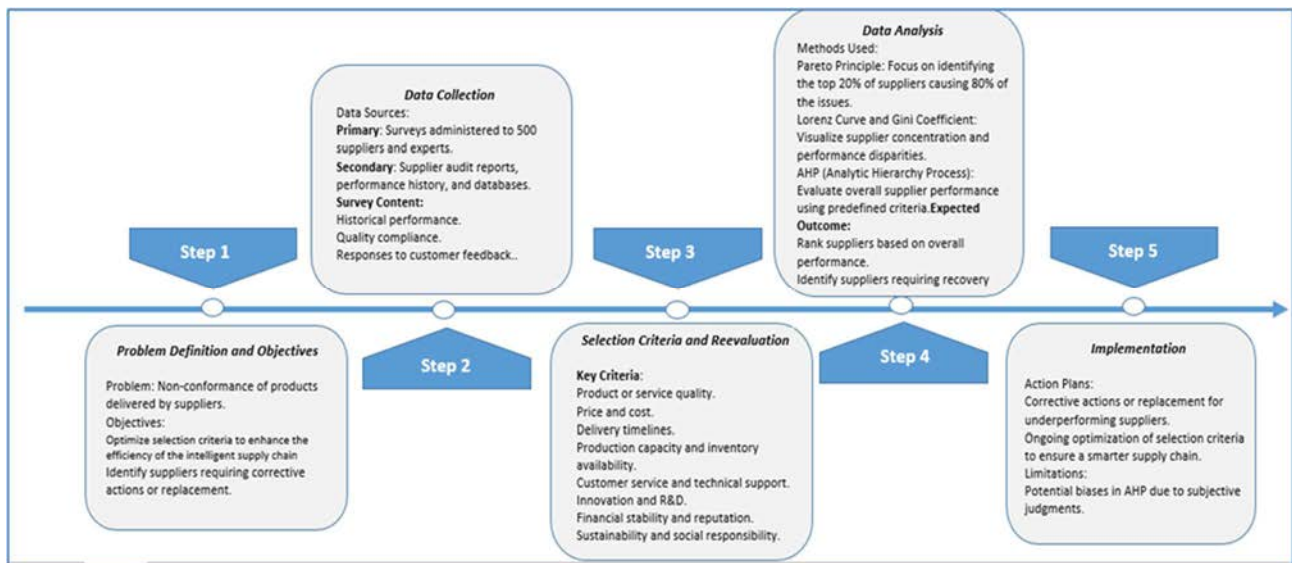 Step 1
Problem Definition and Objectives
Problem: Non-conformance of products
delivered by suppliers.
Objectives:
Optimize selection criteria to enhance the
efficiency of the intelligent supply chain
Identify suppliers requiring corrective
actions or replacement.
Data Collection
Data Sources:
Primary: Surveys administered to 500
suppliers and experts.
Secondary: Supplier audit reports,
performance history, and databases.
Survey Content:
Historical performance.
Quality compliance.
Responses to customer feedback..
Step 2
Step 3
Selection Criteria and Reevaluation
Key Criteria:
Product or service quality.
Price and cost.
Delivery timelines.
Production capacity and inventory
availability.
Customer service and technical support.
Innovation and R&D.
Financial stability and reputation.
Sustainability and social responsibility.
Data Analysis
Methods Used:
Pareto Principle: Focus on identifying
the top 20% of suppliers causing 80% of
the issues.
Lorenz Curve and Gini Coefficient:
Visualize supplier concentration and
performance disparities.
AHP (Analytic Hierarchy Process):
Evaluate overall supplier performance
using predefined criteria.Expected
Outcome:
Rank suppliers based on overall
performance.
Identify suppliers requiring recovery
Step 4
Step 5
Implementation
Action Plans:
Corrective actions or replacement for
underperforming suppliers.
Ongoing optimization of selection criteria
to ensure a smarter supply chain.
Limitations:
Potential biases in AHP due to subjective
judgments.